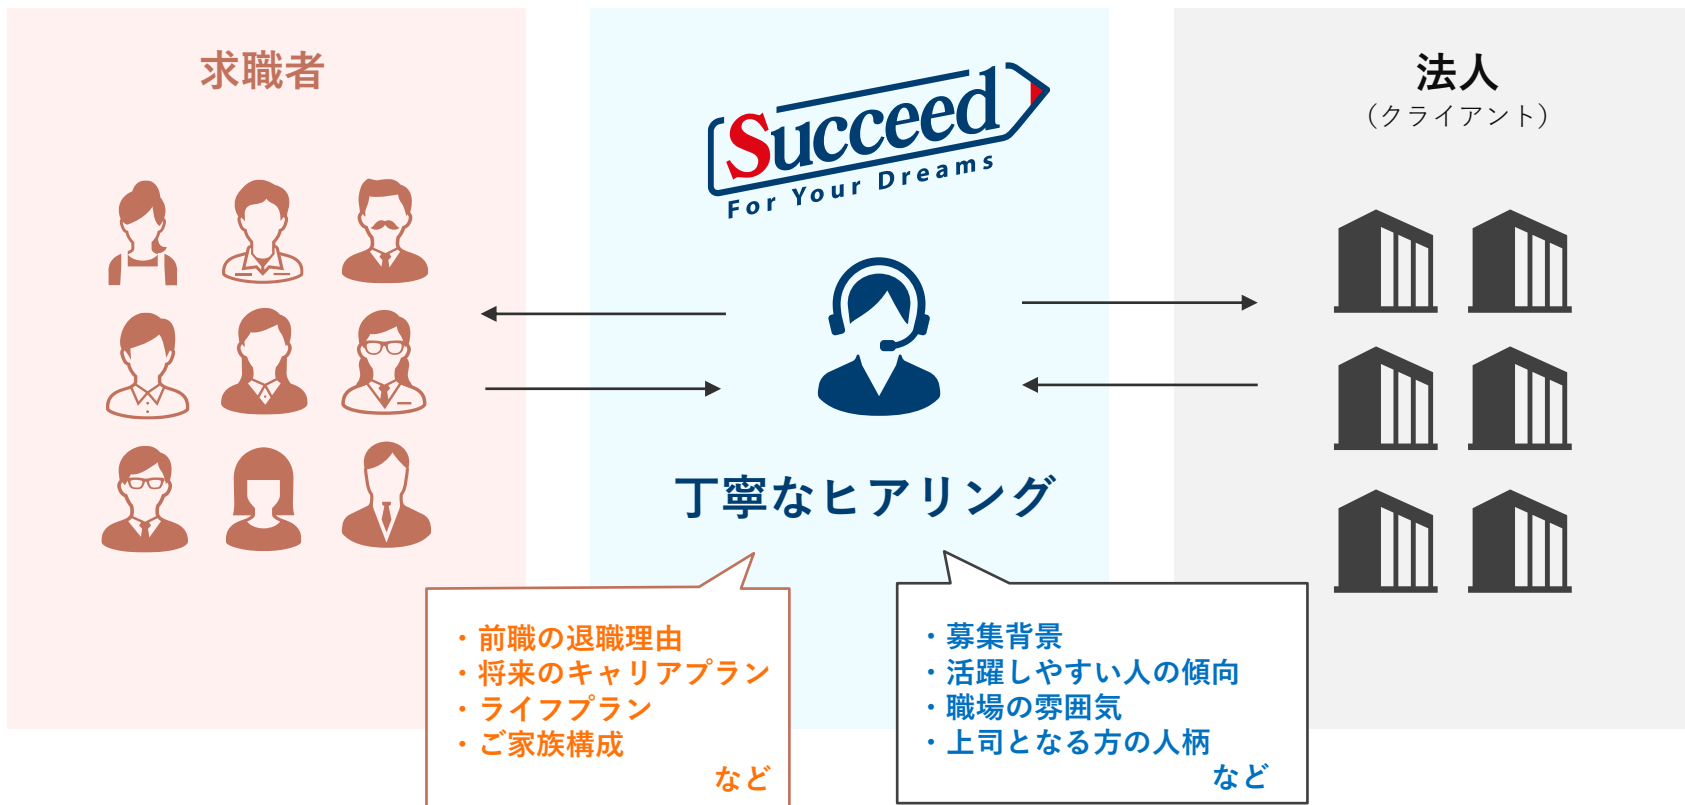 求職者
Succeed
For Your Dreams
法人
（クライアント）
丁寧なヒアリング
・前職の退職理由
・将来のキャリアプラン
・ライフプラン
・ご家族構成
など
・募集背景
・活躍しやすい人の傾向
・職場の雰囲気
・上司となる方の人柄
など